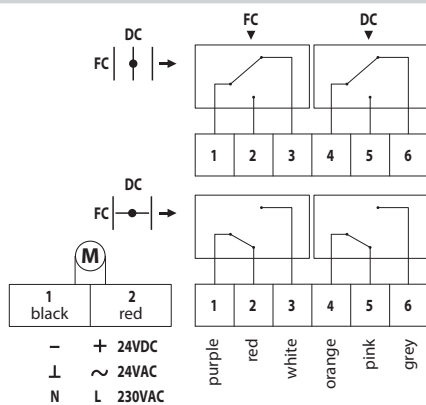 DC
FC
FC
DC
1 2 3 4 5 6
DC
FC
M
1 2
black red
1 2 3 4 5 6
purple red white orange pink grey
– + 24VDC
⊥ ~ 24VAC
N L 230VAC